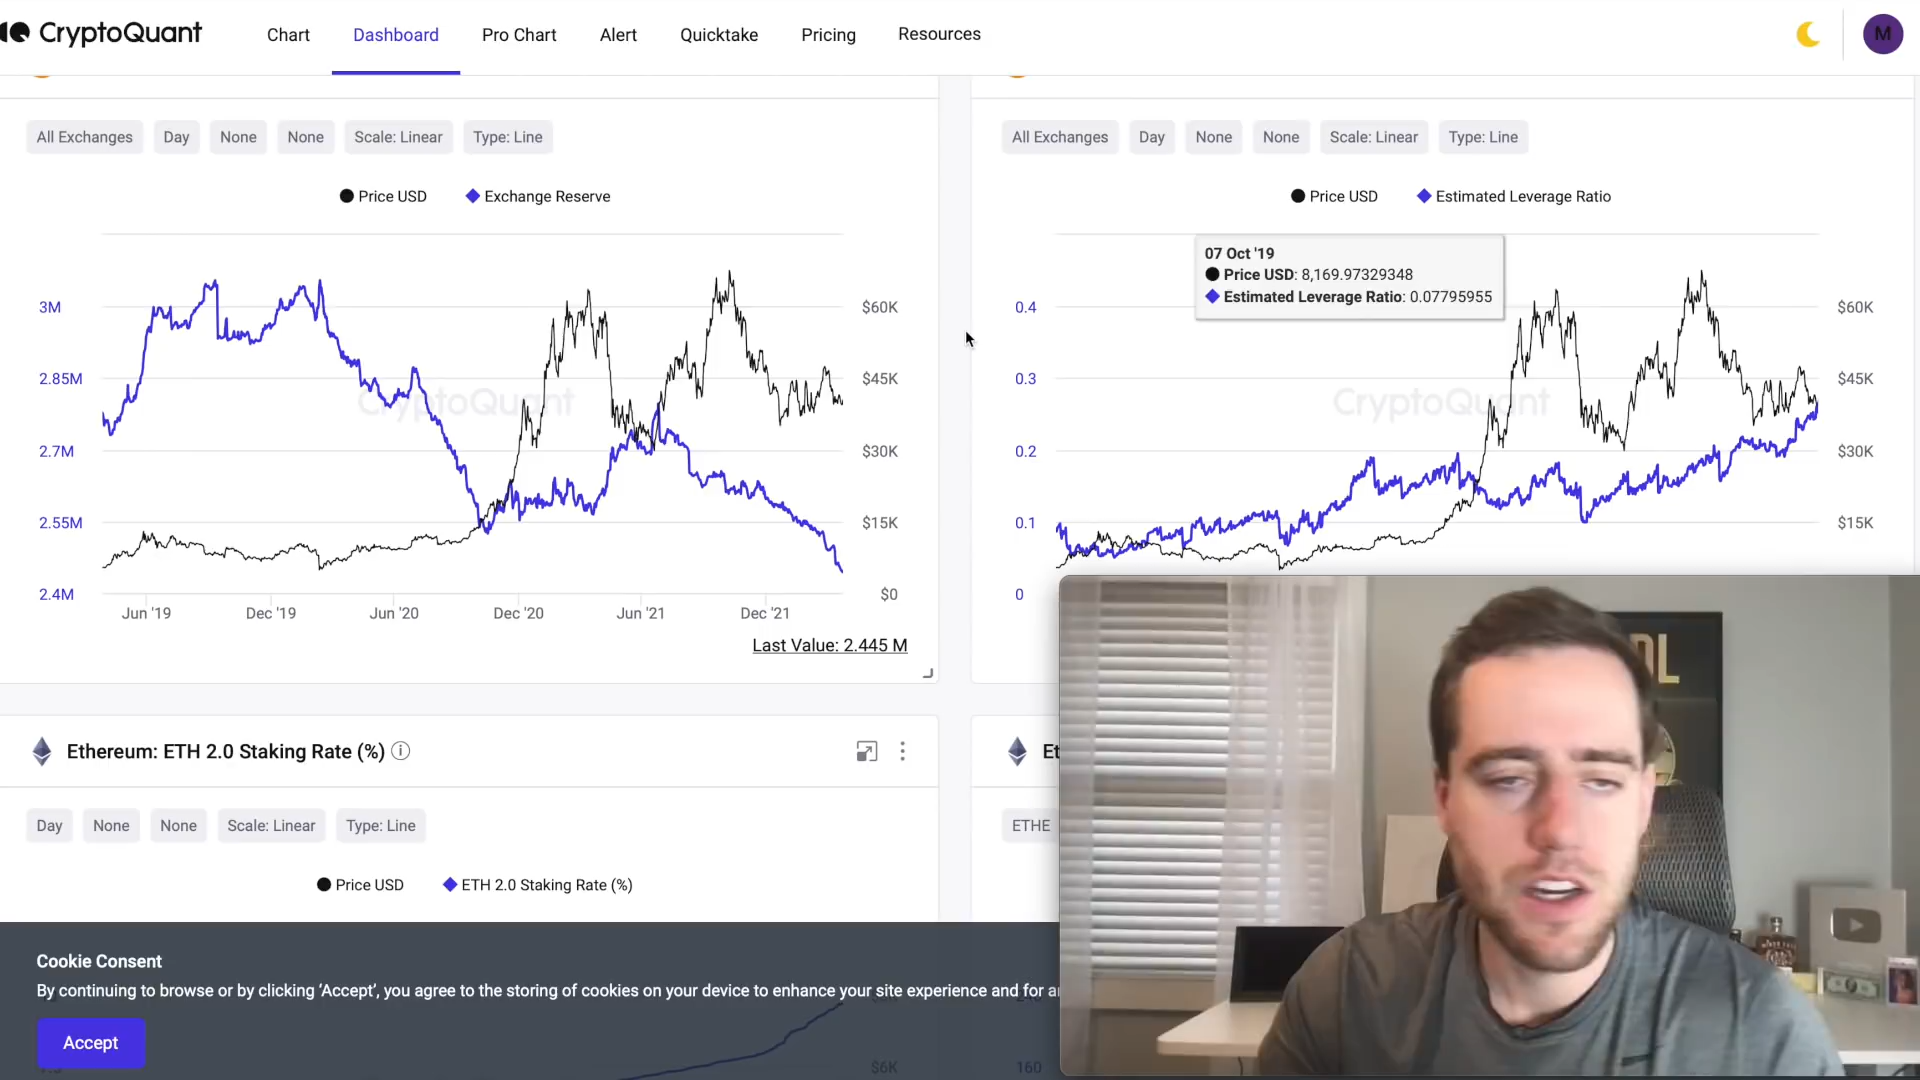 CryptoQuant
Chart
Dashboard
Pro Chart
Alert
Quicktake
Pricing
Resources
M
All Exchanges
Day
None
None
Scale: Linear
Type: Line
Price USD
Exchange Reserve
3M
2.85M
2.7M
2.55M
2.4M
$60K
$45K
$30K
$15K
$0
CryptoQuant
Jun '19
Dec '19
Jun '20
Dec '20
Jun '21
Dec '21
Last Value: 2.445 M
All Exchanges
Day
None
None
Scale: Linear
Type: Line
Price USD
Estimated Leverage Ratio
07 Oct '19
Price USD: 8,169.97329348
Estimated Leverage Ratio: 0.07795955
0.4
0.3
0.2
0.1
0
$60K
$45K
$30K
$15K
CryptoQuant
Ethereum: ETH 2.0 Staking Rate (%)
Day
None
None
Scale: Linear
Type: Line
Price USD
ETH 2.0 Staking Rate (%)
Et
ETHE
Cookie Consent
By continuing to browse or by clicking ‘Accept’, you agree to the storing of cookies on your device to enhance your site experience and for
Accept
$6K
160